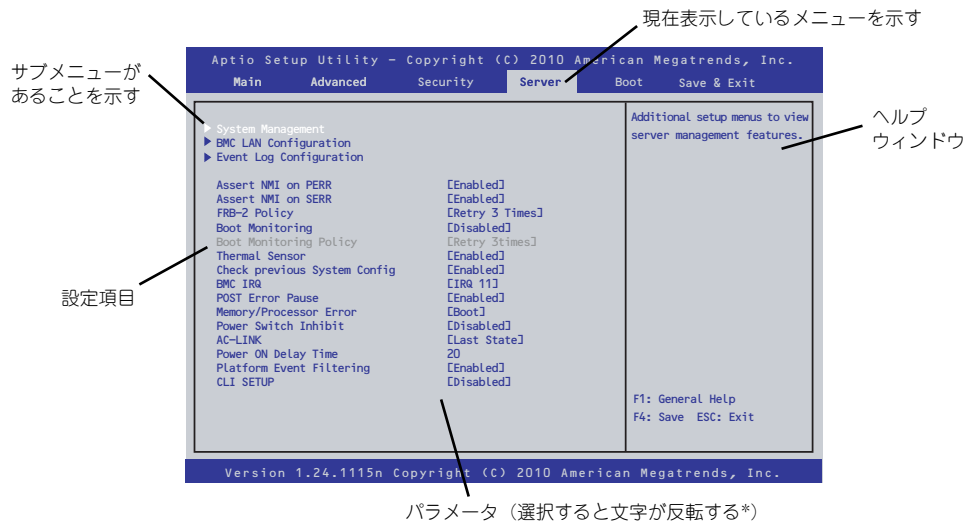 現在表示しているメニューを示す
サブメニューが
あることを示す
Aptio Setup Utility – Copyright (C) 2010 American Megatrends, Inc.
Main Advanced Security Server Boot Save & Exit
System Management
BMC LAN Configuration
Event Log Configuration
Additional setup menus to view
server management features.
ヘルプ
ウィンドウ
Assert NMI on PERR [Enabled]
Assert NMI on SERR [Enabled]
FRB-2 Policy [Retry 3 Times]
Boot Monitoring [Disabled]
Boot Monitoring Policy [Retry 3times]
Thermal Sensor [Enabled]
Check previous System Config [Enabled]
BMC IRQ [IRQ 11]
POST Error Pause [Enabled]
Memory/Processor Error [Boot]
Power Switch Inhibit [Disabled]
AC-LINK [Last State]
Power ON Delay Time 20
Platform Event Filtering [Enabled]
CLI SETUP [Disabled]
設定項目
F1: General Help
F4: Save ESC: Exit
Version 1.24.1115n Copyright (C) 2010 American Megatrends, Inc.
パラメータ（選択すると文字が反転する*）